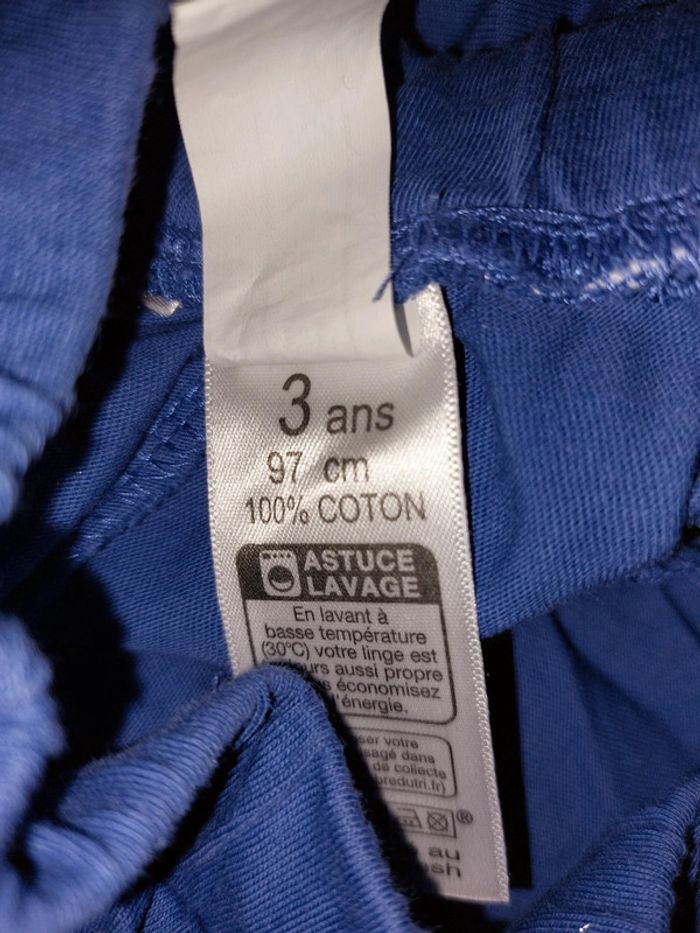 3 ans
97 cm
100% COTON
ASTUCE
LAVAGE
En lavant à
basse température
(30°C) votre linge est
aussi propre
économisez
l'énergie.
votre
dans
de collecte
®
au